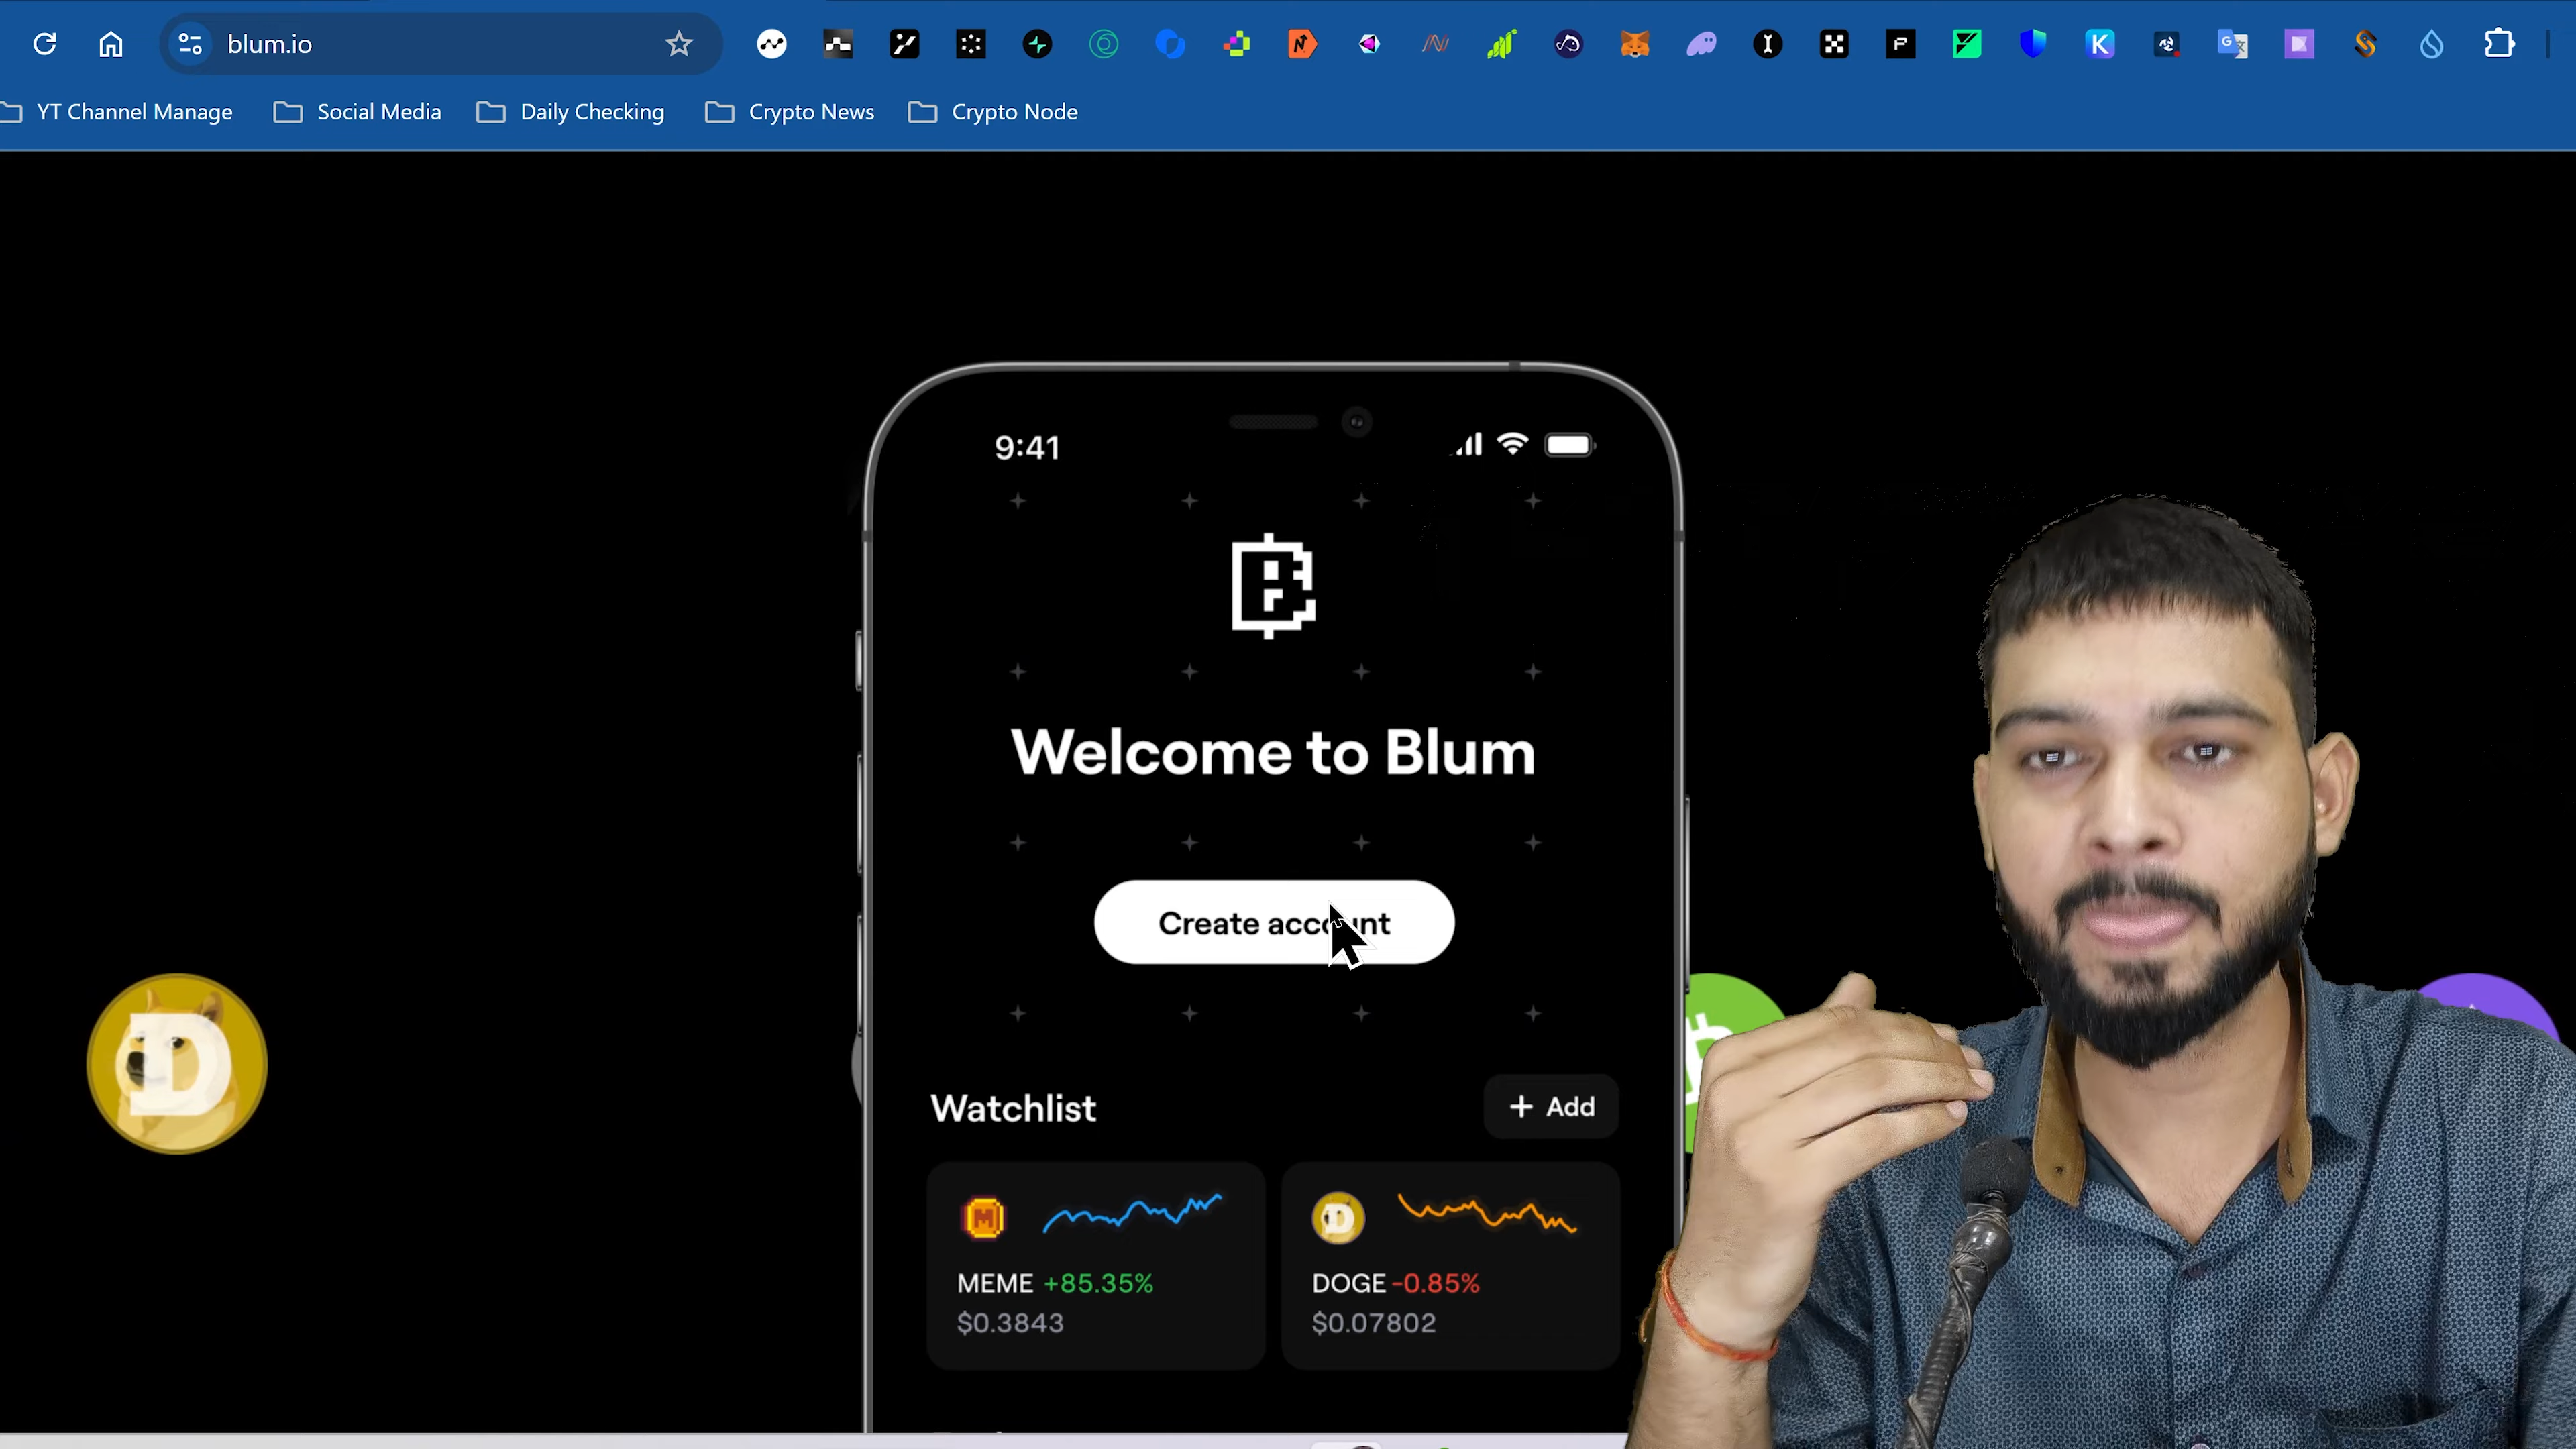 blum.io
YT Channel Manage Social Media Daily Checking Crypto News Crypto Node
9:41
Welcome to Blum
Create account
Watchlist
+ Add
MEME +85.35%
$0.3843
DOGE -0.85%
$0.07802